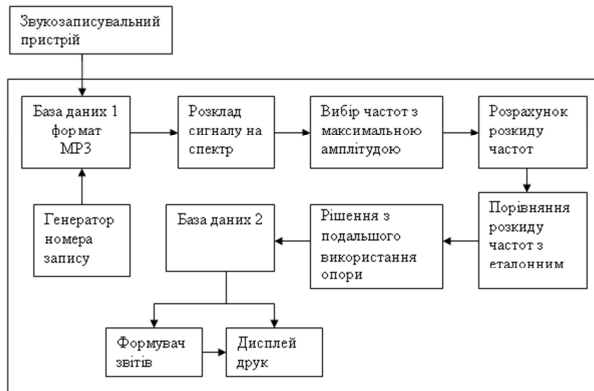 Звукозаписувальний
пристрій
База даних 1
формат
MP3
Розклад
сигналу на
спектр
Вибір частот з
максимальною
амплітудою
Розрахунок
розкиду
частот
Генератор
номера
запису
База даних 2
Рішення з
подальшого
використання
опори
Порівняння
розкиду
частот з
еталонним
Формувач
звітів
Дисплей
друк